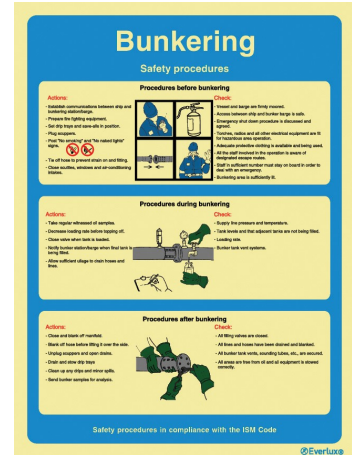 Bunkering
Safety procedures
Procedures before bunkering
Actions:
- Establish communications between ship and
bunkering station/barge.
- Prepare fire fighting equipment.
- Set drip trays and save-alls in position.
- Plug scuppers.
- Post "No smoking" and "No naked lights"
signs.
- Tie off hose to prevent strain on end fitting.
- Close scuttles, windows and air-conditioning
intakes.
Check:
- Vessel and barge are firmly moored.
- Access between ship and bunker barge is safe.
- Emergency shut down procedure is discussed and
agreed.
- Torches, radios and all other electrical equipment are fit
for hazardous area operation.
- Adequate protective clothing is available and being used.
- All the staff involved in the operation is aware of
designated escape routes.
- Staff in sufficient number must stay on board in order to
deal with an emergency.
- Bunkering area is sufficiently lit.
Procedures during bunkering
Actions:
- Take regular witnessed oil samples.
- Decrease loading rate before topping off.
- Close valve when tank is loaded.
- Notify bunker station/barge when final tank is
being filled.
- Allow sufficient ullage to drain hoses and
lines.
Check:
- Supply line pressure and temperature.
- Tank levels and that adjacent tanks are not being filled.
- Loading rate.
- Bunker tank vent systems.
Procedures after bunkering
Actions:
- Close and blank off manifold.
- Blank off hose before lifting it over the side.
- Unplug scuppers and open drains.
- Drain and stow drip trays
- Clean up any drips and minor spills.
- Send bunker samples for analysis.
Check:
- All filling valves are closed.
- All lines and hoses have been drained and blanked.
- All bunker tank vents, sounding tubes, etc., are secured.
- All areas are free from oil and all equipment is stowed
correctly.
Safety procedures in compliance with the ISM Code
Everlux